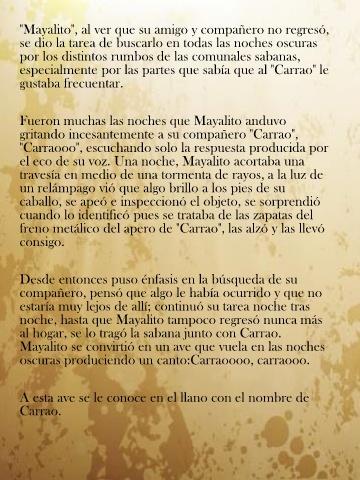 "Mayalito", al ver que su amigo y compañero no regresó,
se dio la tarea de buscarlo en todas las noches oscuras
por los distintos rumbos de las comunales sabanas,
especialmente por las partes que sabía que al "Carrao" le
gustaba frecuentar.
Fueron muchas las noches que Mayalito anduvo
gritando incesantemente a su compañero "Carrao",
"Carraooo", escuchando solo la respuesta producida por
el eco de su voz. Una noche, Mayalito acortaba una
travesía en medio de una tormenta de rayos, a la luz de
un relámpago vió que algo brillo a los pies de su
caballo, se apeó e inspeccionó el objeto, se sorprendió
cuando lo identificó pues se trataba de las zapatas del
freno metálico del apero de "Carrao", las alzó y las llevó
consigo.
Desde entonces puso énfasis en la búsqueda de su
compañero, pensó que algo le había ocurrido y que no
estaría muy lejos de allí; continuó su tarea noche tras
noche, hasta que Mayalito tampoco regresó nunca más
al hogar, se lo tragó la sabana junto con Carrao.
Mayalito se convirtió en un ave que vuela en las noches
oscuras produciendo un canto:Carraoooo, carraooo.
A esta ave se le conoce en el llano con el nombre de
Carrao.